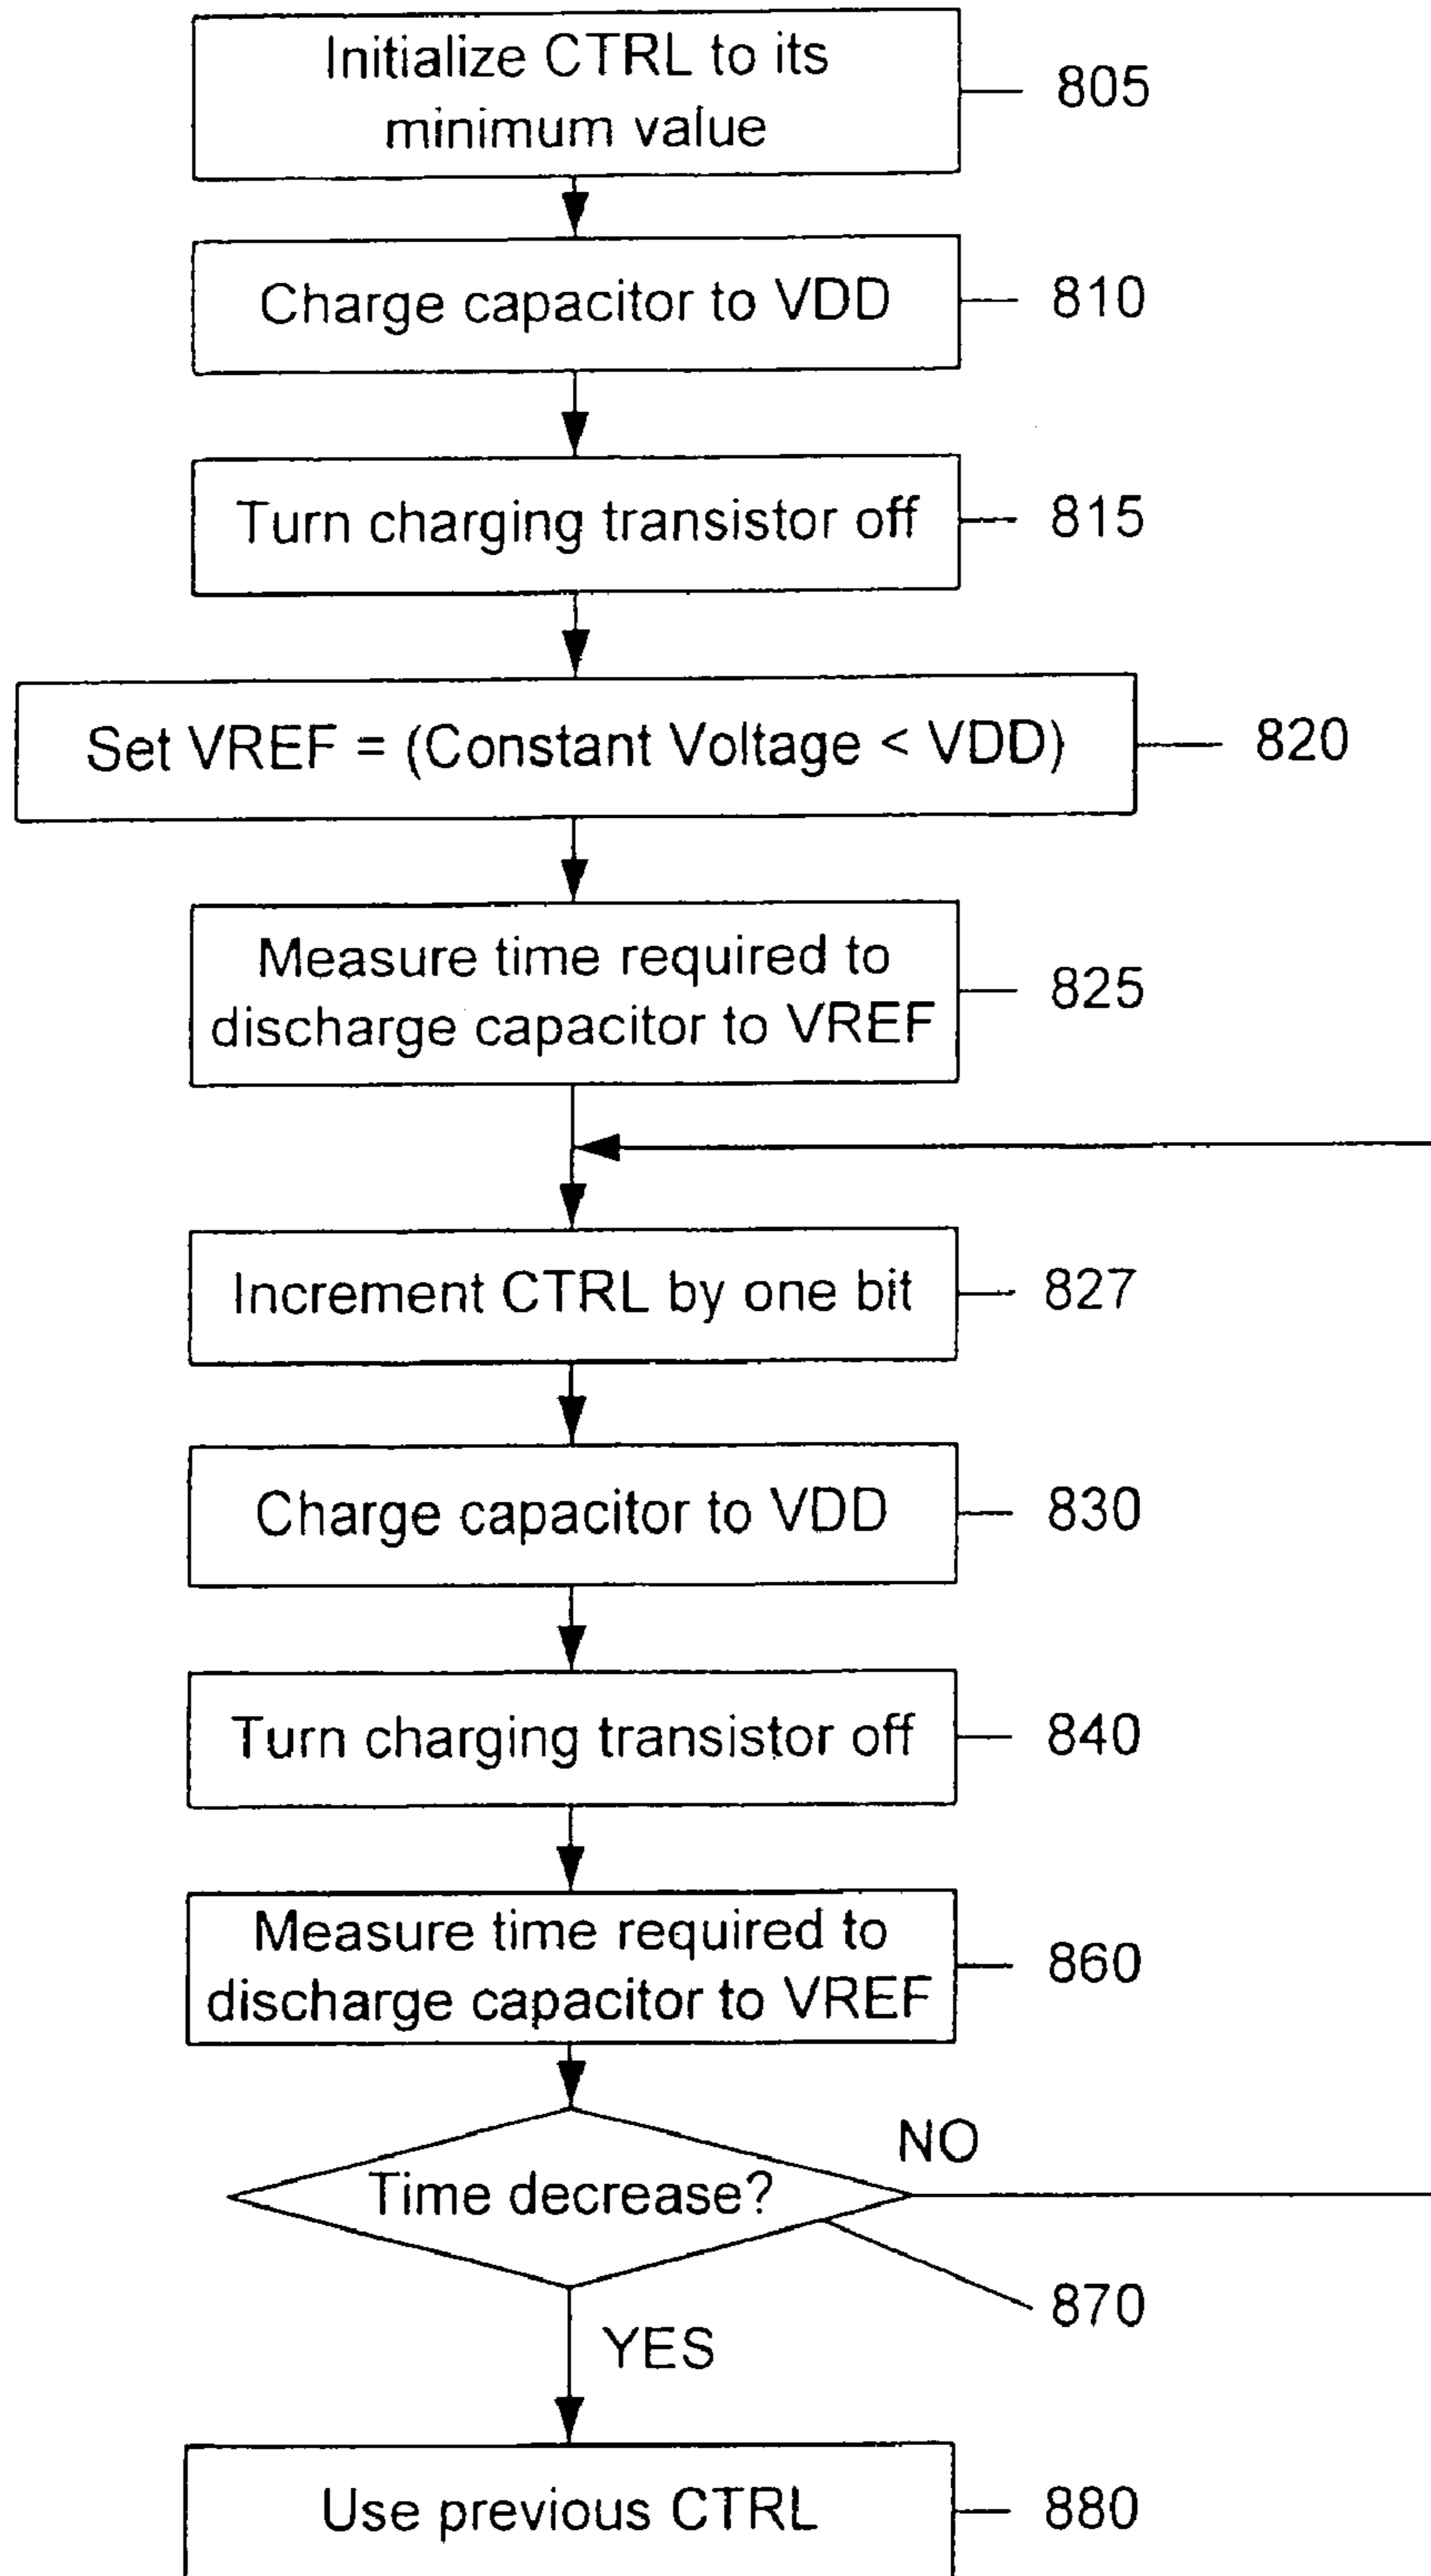 Initialize CTRL to its
minimum value
805
Charge capacitor to VDD
810
Turn charging transistor off
815
Set VREF = (Constant Voltage < VDD)
820
Measure time required to
discharge capacitor to VREF
825
Increment CTRL by one bit
827
Charge capacitor to VDD
830
Turn charging transistor off
840
Measure time required to
discharge capacitor to VREF
860
NO
Time decrease?
870
YES
Use previous CTRL
880